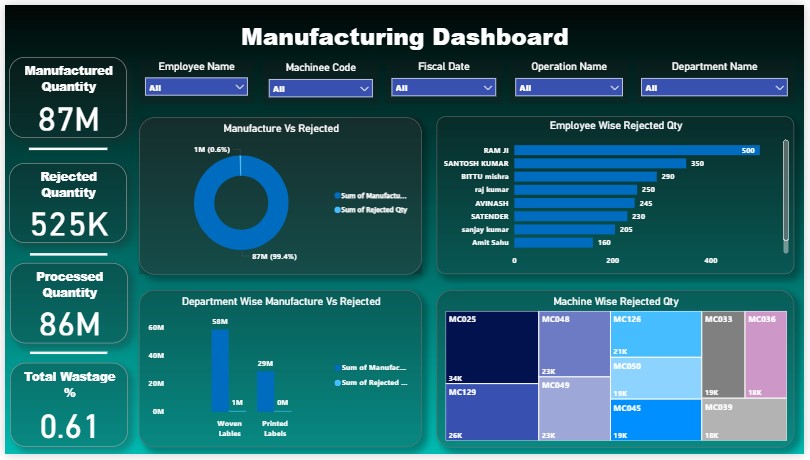 Manufacturing Dashboard
Manufactured
Quantity
87M
Rejected
Quantity
525K
Processed
Quantity
86M
Total Wastage
%
0.61
Employee Name
All
Machinee Code
All
Fiscal Date
All
Operation Name
All
Department Name
All
Manufacture Vs Rejected
1M (0.6%)
87M (99.4%)
Sum of Manufactu...
Sum of Rejected Qty
Employee Wise Rejected Qty
RAM JI 500
SANTOSH KUMAR 350
BITTU mishra 290
raj kumar 250
AVINASH 245
SATENDER 230
sanjay kumar 205
Amit Sahu 160
0 200 400
Department Wise Manufacture Vs Rejected
60M
40M
20M
0M
58M
1M
29M
0M
Woven
Lables
Printed
Labels
Sum of Manufac...
Sum of Rejected ...
Machine Wise Rejected Qty
MC025
34K
MC129
26K
MC048
23K
MC049
23K
MC126
21K
MC050
19K
MC045
19K
MC033
19K
MC036
18K
MC039
18K